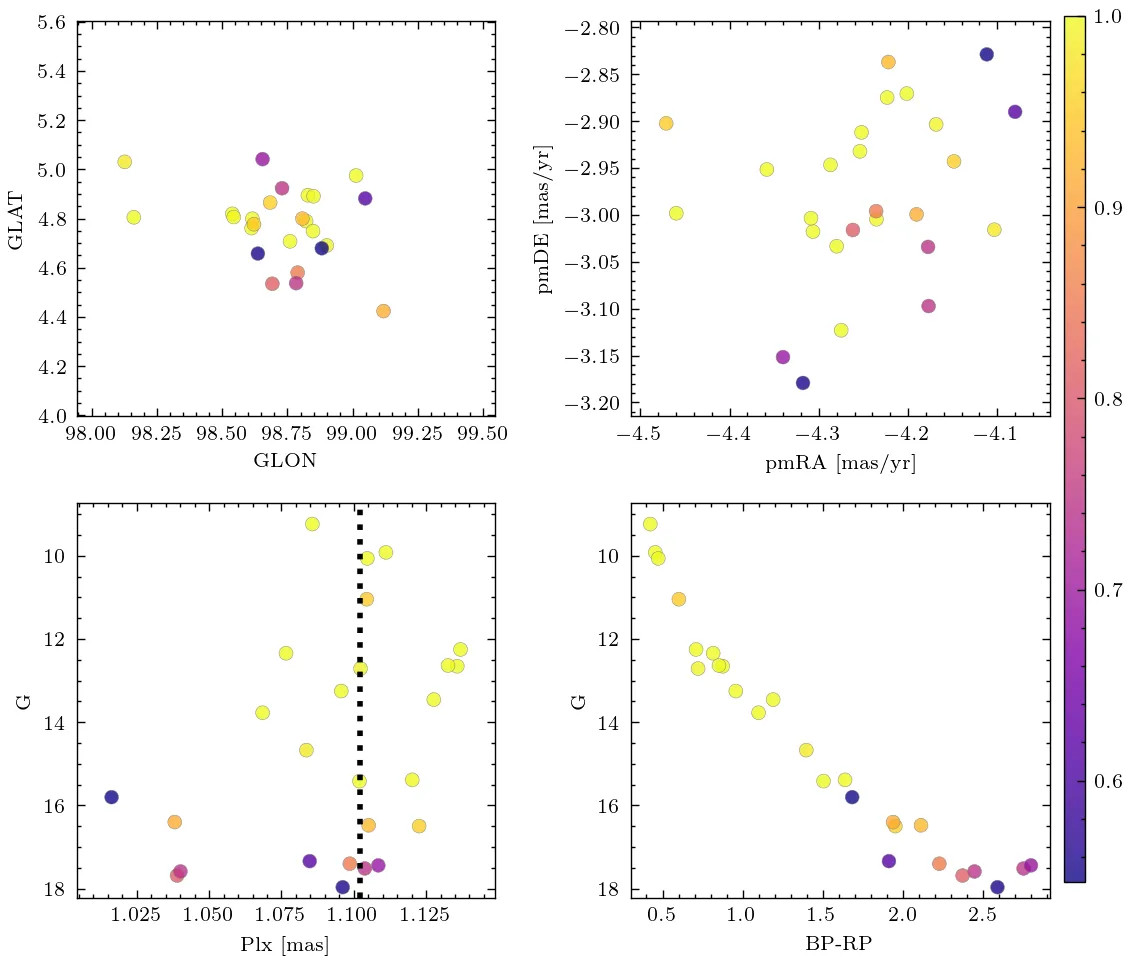 5.6
5.4
5.2
5.0
4.8
4.6
4.4
4.2
4.0
GLAT
98.00 98.25 98.50 98.75 99.00 99.25 99.50
GLON
−2.80
−2.85
−2.90
−2.95
−3.00
−3.05
−3.10
−3.15
−3.20
pmDE [mas/yr]
−4.5 −4.4 −4.3 −4.2 −4.1
pmRA [mas/yr]
1.0
0.9
0.8
0.7
0.6
10
12
14
16
18
G
1.025 1.050 1.075 1.100 1.125
Plx [mas]
10
12
14
16
18
G
0.5 1.0 1.5 2.0 2.5
BP-RP